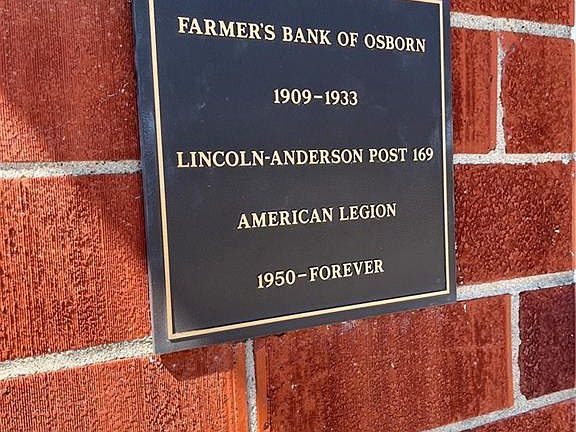 FARMER'S BANK OF OSBORN
1909–1933
LINCOLN-ANDERSON POST 169
AMERICAN LEGION
1950–FOREVER